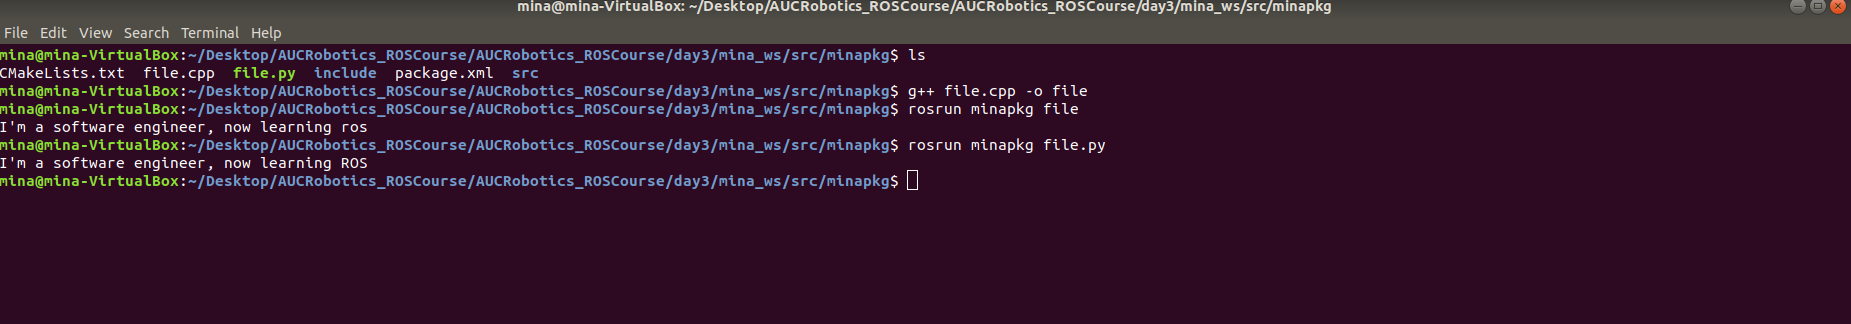 mina@mina-VirtualBox: ~/Desktop/AUCRobotics_ROSCourse/AUCRobotics_ROSCourse/day3/mina_ws/src/minapkg
File Edit View Search Terminal Help
mina@mina-VirtualBox:~/Desktop/AUCRobotics_ROSCourse/AUCRobotics_ROSCourse/day3/mina_ws/src/minapkg$ ls
CMakeLists.txt file.cpp file.py include package.xml src
mina@mina-VirtualBox:~/Desktop/AUCRobotics_ROSCourse/AUCRobotics_ROSCourse/day3/mina_ws/src/minapkg$ g++ file.cpp -o file
mina@mina-VirtualBox:~/Desktop/AUCRobotics_ROSCourse/AUCRobotics_ROSCourse/day3/mina_ws/src/minapkg$ rosrun minapkg file
I'm a software engineer, now learning ros
mina@mina-VirtualBox:~/Desktop/AUCRobotics_ROSCourse/AUCRobotics_ROSCourse/day3/mina_ws/src/minapkg$ rosrun minapkg file.py
I'm a software engineer, now learning ROS
mina@mina-VirtualBox:~/Desktop/AUCRobotics_ROSCourse/AUCRobotics_ROSCourse/day3/mina_ws/src/minapkg$